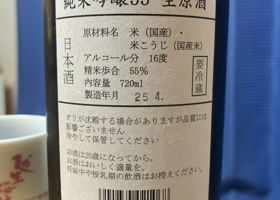 純米吟醸55 生原酒
日本酒
原材料名 米（国産）・
米こうじ（国産米）
アルコール分 16度
精米歩合 55%
内容量 720ml
製造年月 25 4.
要冷蔵
オリが沈殿する場合がありますが品質には
影響ございません
冷やして保管してください
お酒は20歳になってから。
お酒はおいしく適量を。
妊娠中や授乳期の飲酒はお控えください。